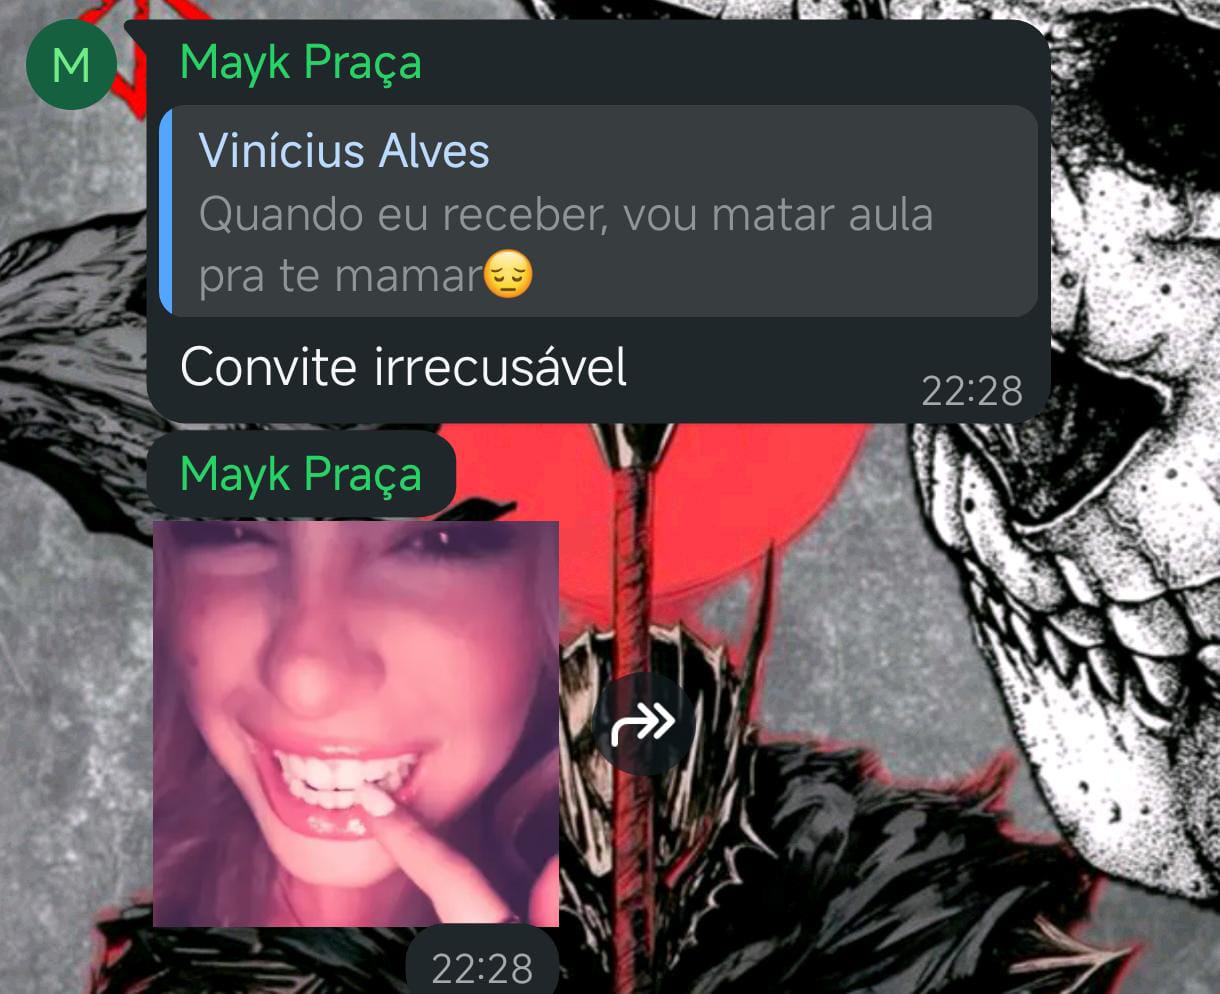 M
Mayk Praça
Vinícius Alves
Quando eu receber, vou matar aula
pra te mamar😔
Convite irrecusável
22:28
Mayk Praça
22:28